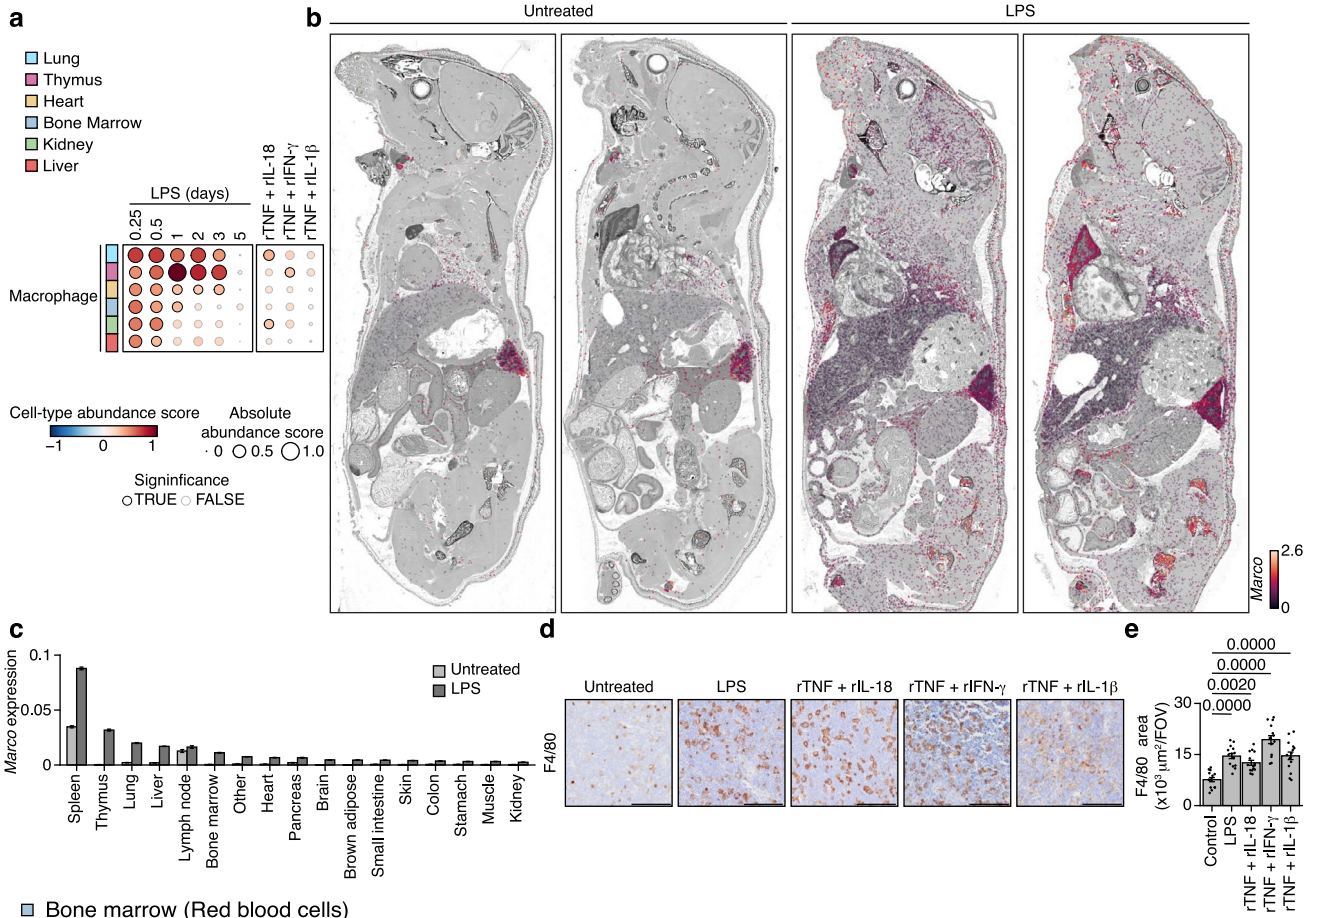 a
Lung
Thymus
Heart
Bone Marrow
Kidney
Liver
LPS (days)
0.25
0.5
1
2
3
5
rTNF + rIL-18
rTNF + rIFN-γ
rTNF + rIL-1β
Macrophage
Cell-type abundance score
−1 0 1
Absolute
abundance score
0 0.5 1.0
Signinficance
TRUE FALSE
b
Untreated
LPS
Marco
2.6
0
c
Marco expression
0.1
0.05
0
Untreated
LPS
Spleen
Thymus
Lung
Liver
Lymph node
Bone marrow
Other
Heart
Pancreas
Brain
Brown adipose
Small intestine
Skin
Colon
Stamach
Muscle
Kidney
d
Untreated
LPS
rTNF + rIL-18
rTNF + rIFN-γ
rTNF + rIL-1β
F4/80
e
0.0000
0.0000
0.0020
0.0000
F4/80 area
(x10³ μm²/FOV)
30
15
0
Control
LPS
rTNF + rIL-18
rTNF + rIFN-γ
rTNF + rIL-1β
Bone marrow (Red blood cells)